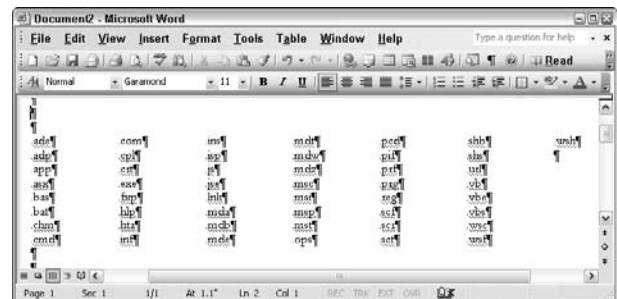 Document2 - Microsoft Word
File Edit View Insert Format Tools Table Window Help Type a question for help
Read
Normal Garamond 11 B I U A
.ade¶ .com¶ .ins¶ .mdt¶ .pcd¶ .shb¶ .wsh¶
.adp¶ .cpl¶ .isp¶ .mdw¶ .pif¶ .shs¶ ¶
.app¶ .crt¶ .js¶ .mdz¶ .prf¶ .url¶
.asx¶ .exe¶ .jse¶ .msc¶ .prg¶ .vb¶
.bas¶ .fxp¶ .lnk¶ .msi¶ .reg¶ .vbe¶
.bat¶ .hlp¶ .mda¶ .msp¶ .scf¶ .vbs¶
.chm¶ .hta¶ .mdb¶ .mst¶ .scr¶ .wsc¶
.cmd¶ .inf¶ .mde¶ .ops¶ .sct¶ .wsf¶
Page 1 Sec 1 1/1 At 1.1" Ln 2 Col 1 REC TRK EXT OVR